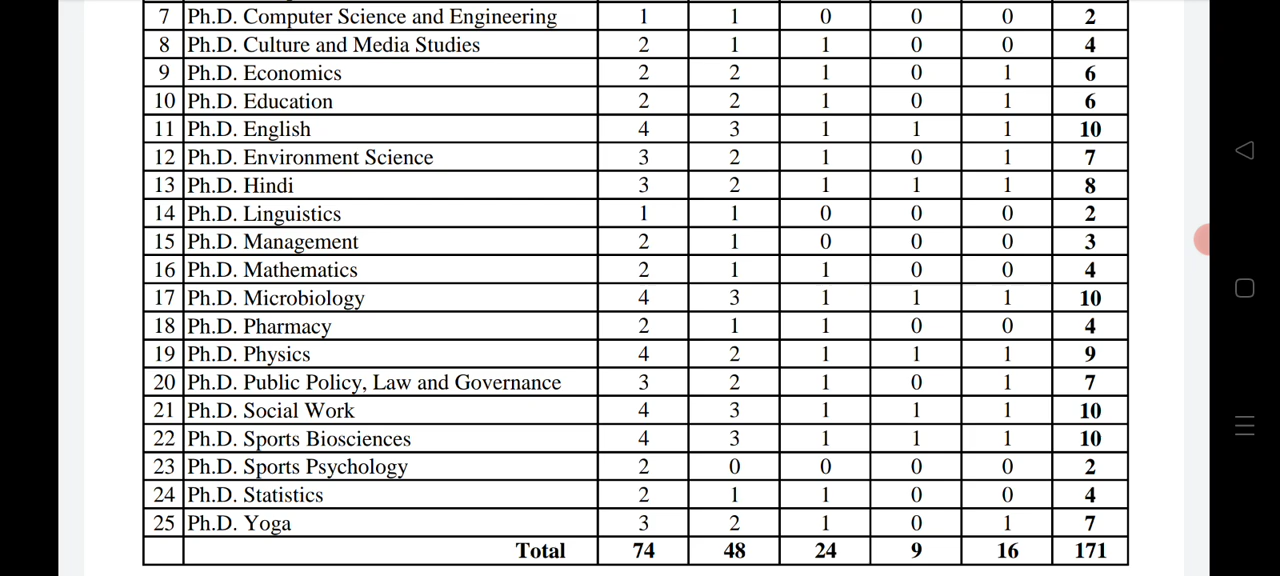 7 Ph.D. Computer Science and Engineering 1 1 0 0 0 2
8 Ph.D. Culture and Media Studies 2 1 1 0 0 4
9 Ph.D. Economics 2 2 1 0 1 6
10 Ph.D. Education 2 2 1 0 1 6
11 Ph.D. English 4 3 1 1 1 10
12 Ph.D. Environment Science 3 2 1 0 1 7
13 Ph.D. Hindi 3 2 1 1 1 8
14 Ph.D. Linguistics 1 1 0 0 0 2
15 Ph.D. Management 2 1 0 0 0 3
16 Ph.D. Mathematics 2 1 1 0 0 4
17 Ph.D. Microbiology 4 3 1 1 1 10
18 Ph.D. Pharmacy 2 1 1 0 0 4
19 Ph.D. Physics 4 2 1 1 1 9
20 Ph.D. Public Policy, Law and Governance 3 2 1 0 1 7
21 Ph.D. Social Work 4 3 1 1 1 10
22 Ph.D. Sports Biosciences 4 3 1 1 1 10
23 Ph.D. Sports Psychology 2 0 0 0 0 2
24 Ph.D. Statistics 2 1 1 0 0 4
25 Ph.D. Yoga 3 2 1 0 1 7
Total 74 48 24 9 16 171